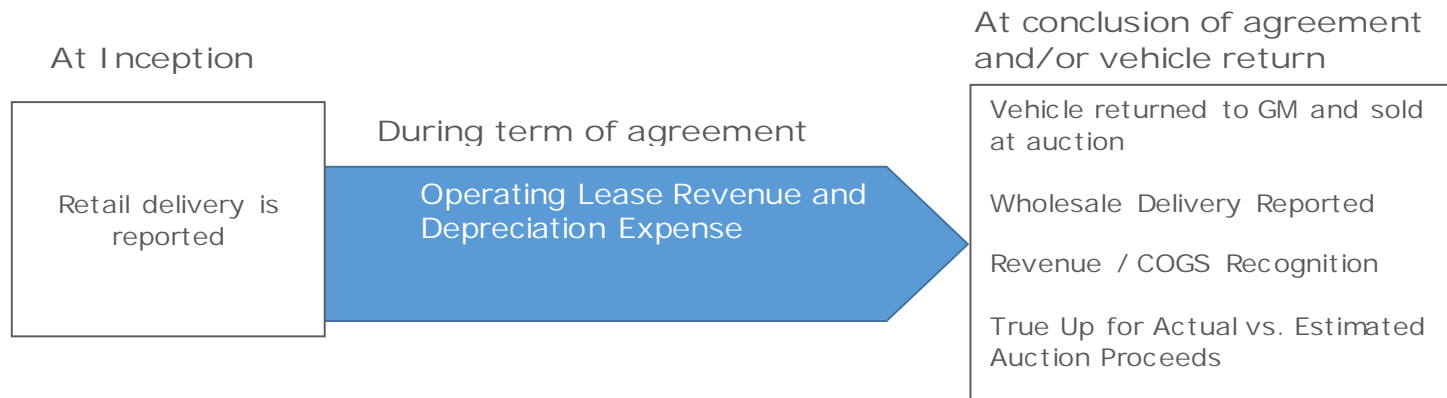 At Inception
Retail delivery is
reported
During term of agreement
Operating Lease Revenue and
Depreciation Expense
At conclusion of agreement
and/or vehicle return
Vehicle returned to GM and sold
at auction
Wholesale Delivery Reported
Revenue / COGS Recognition
True Up for Actual vs. Estimated
Auction Proceeds